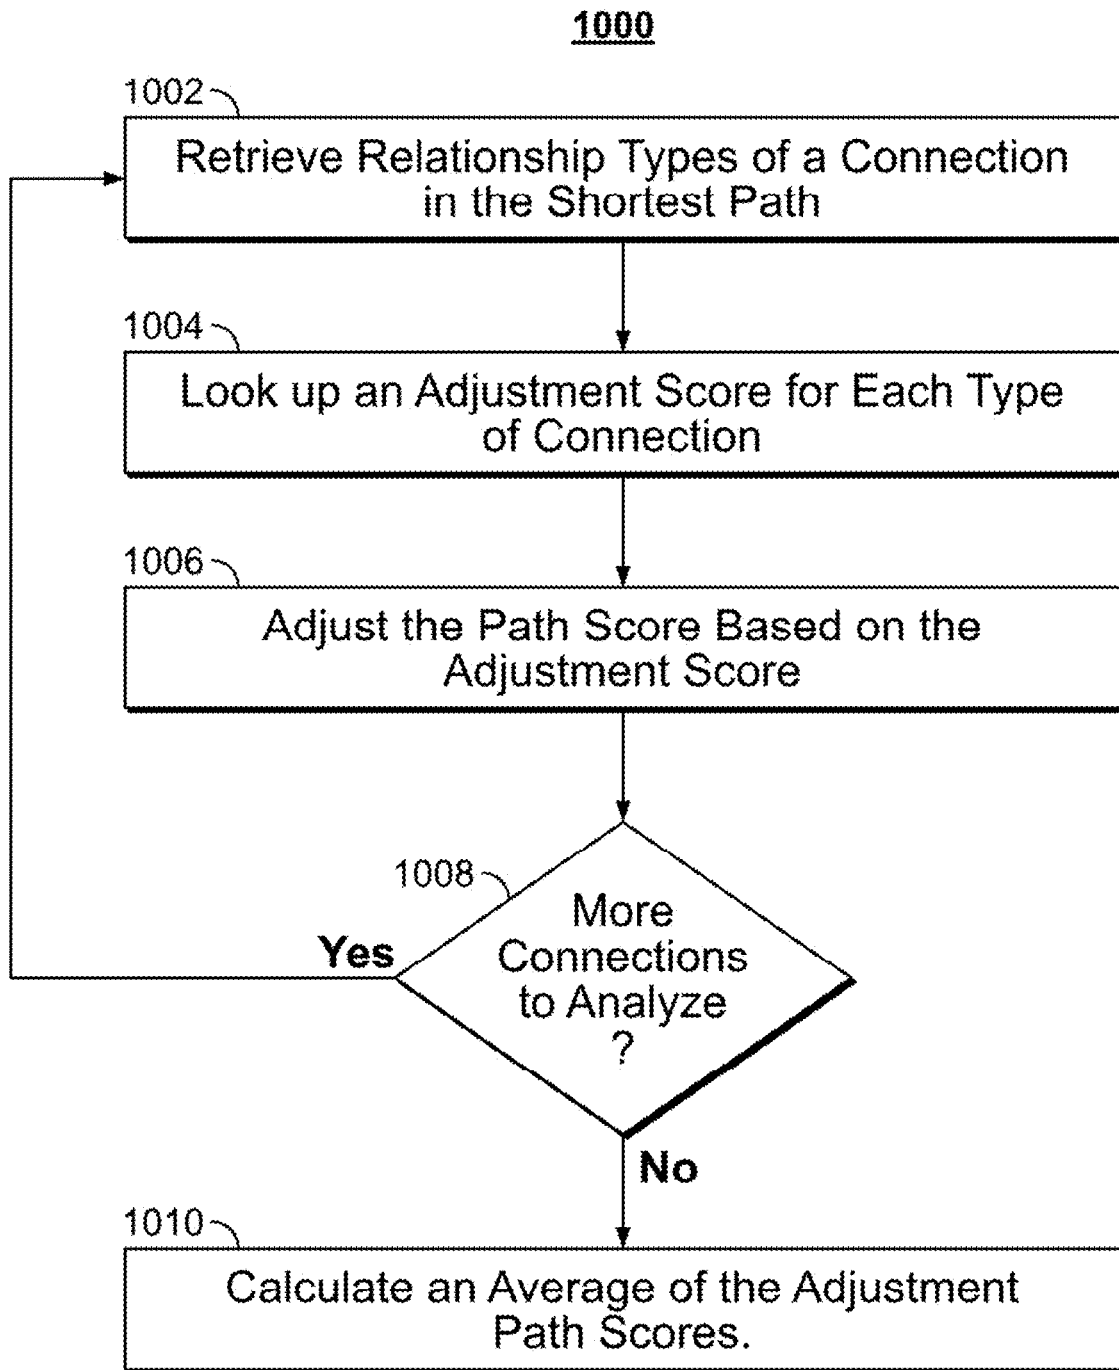 1000
1002
Retrieve Relationship Types of a Connection
in the Shortest Path
1004
Look up an Adjustment Score for Each Type
of Connection
1006
Adjust the Path Score Based on the
Adjustment Score
1008
More
Connections
to Analyze
?
Yes
No
1010
Calculate an Average of the Adjustment
Path Scores.